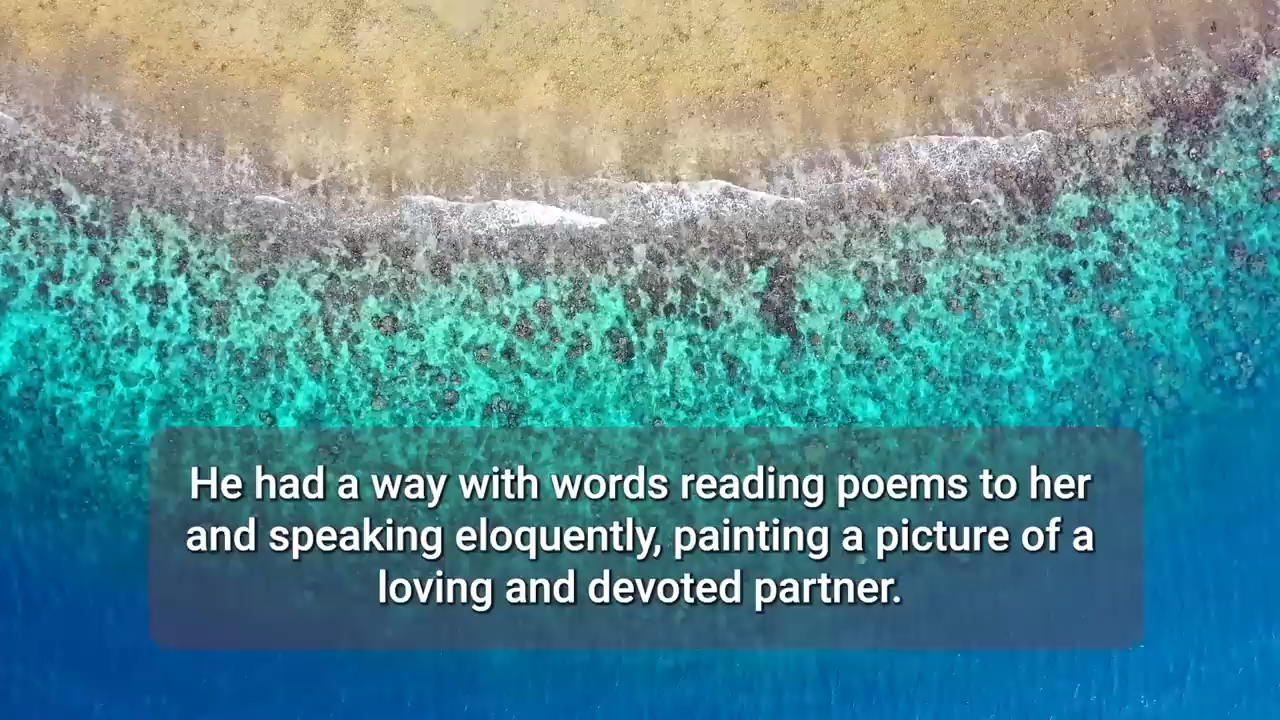 He had a way with words reading poems to her
and speaking eloquently, painting a picture of a
loving and devoted partner.